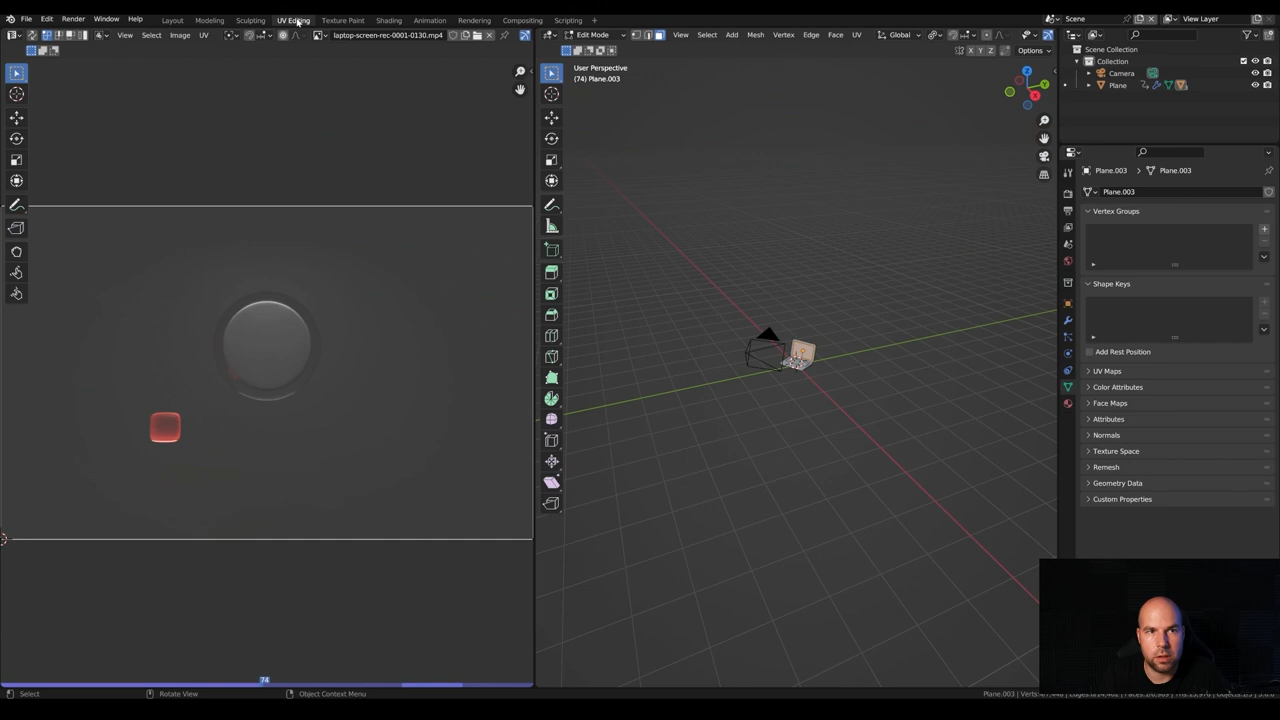 File Edit Render Window Help Layout Modeling Sculpting UV Editing Texture Paint Shading Animation Rendering Compositing Scripting + Scene View Layer
View Select Image UV laptop-screen-rec-0001-0130.mp4
Edit Mode View Select Add Mesh Vertex Edge Face UV Global
X Y Z Options
User Perspective
(74) Plane.003
Z
Y
X
Scene Collection
Collection
Camera
Plane
Plane.003 > Plane.003
Plane.003
Vertex Groups
Shape Keys
Add Rest Position
UV Maps
Color Attributes
Face Maps
Attributes
Normals
Texture Space
Remesh
Geometry Data
Custom Properties
74
Select Rotate View Object Context Menu